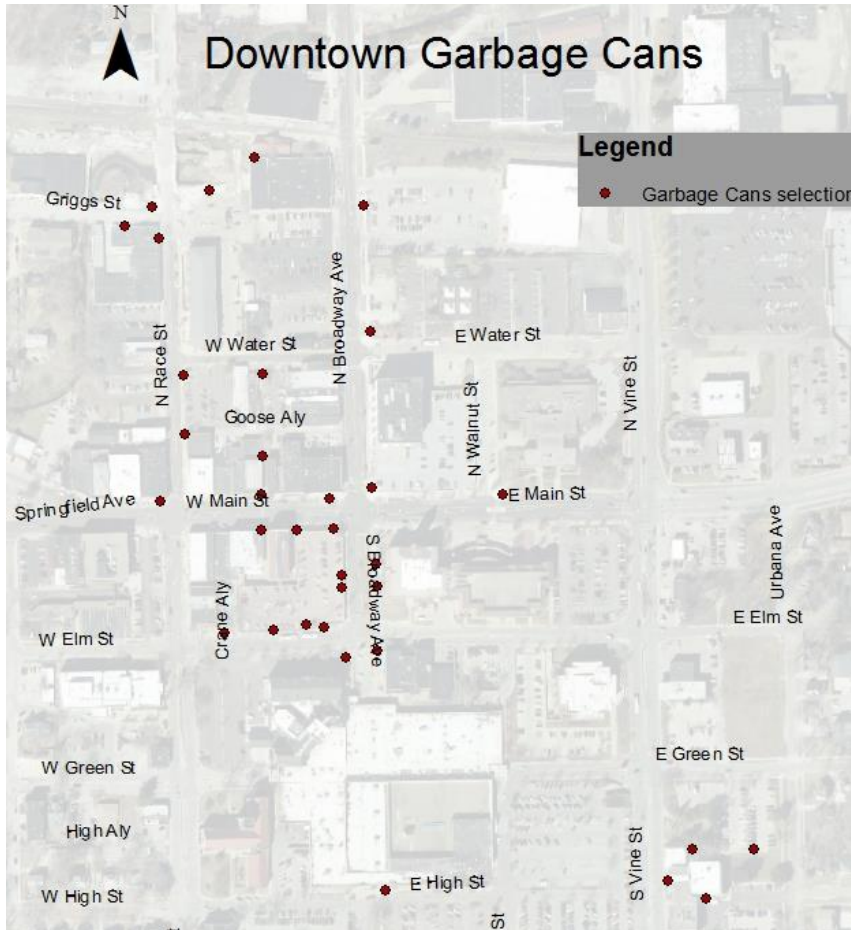 N
Downtown Garbage Cans
Legend
Garbage Cans selection
Griggs St
N Broadway Ave
W Water St
E Water St
N Race St
N Vine St
N Walnut St
Goose Aly
Springfield Ave
W Main St
E Main St
Urbana Ave
S Broadway Ave
Crane Aly
W Elm St
E Elm St
W Green St
E Green St
High Aly
S Vine St
W High St
E High St
St